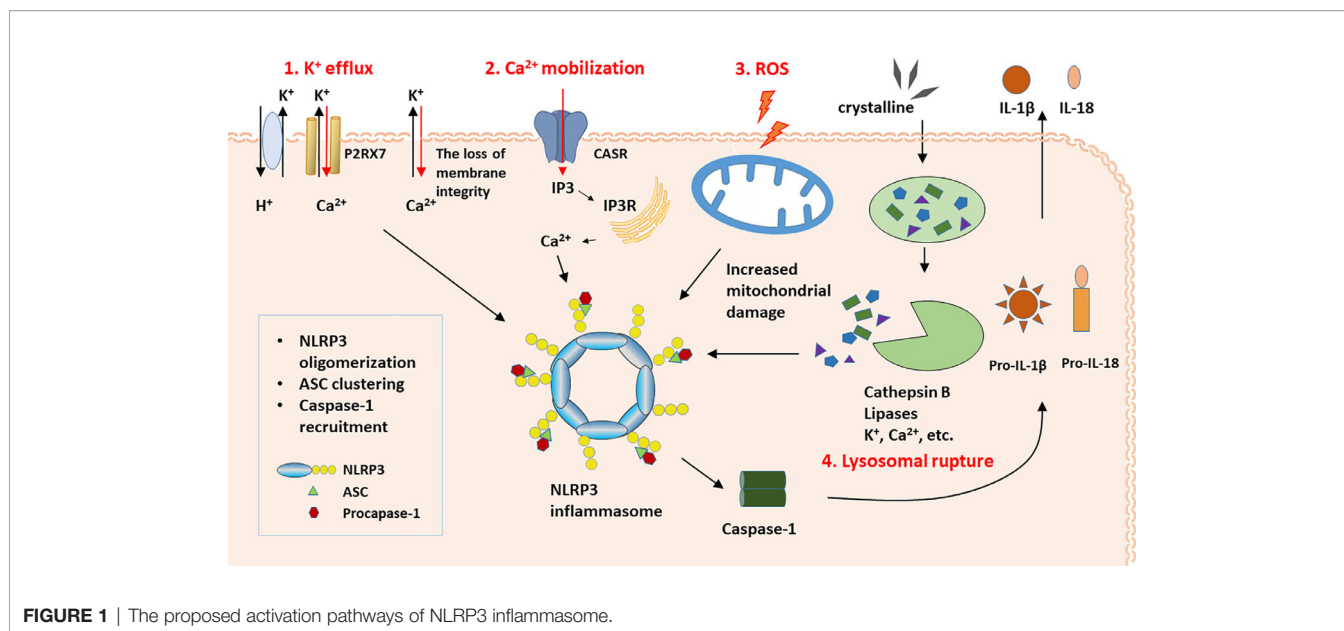 1. K⁺ efflux
K⁺
K⁺
K⁺
P2RX7
The loss of
membrane
integrity
H⁺
Ca²⁺
Ca²⁺
2. Ca²⁺ mobilization
CASR
IP3
IP3R
Ca²⁺
3. ROS
Increased
mitochondrial
damage
crystalline
IL-1β
IL-18
Pro-IL-1β
Pro-IL-18
Cathepsin B
Lipases
K⁺, Ca²⁺, etc.
4. Lysosomal rupture
• NLRP3
oligomerization
• ASC clustering
• Caspase-1
recruitment
NLRP3
ASC
Procapase-1
NLRP3
inflammasome
Caspase-1
FIGURE 1 | The proposed activation pathways of NLRP3 inflammasome.